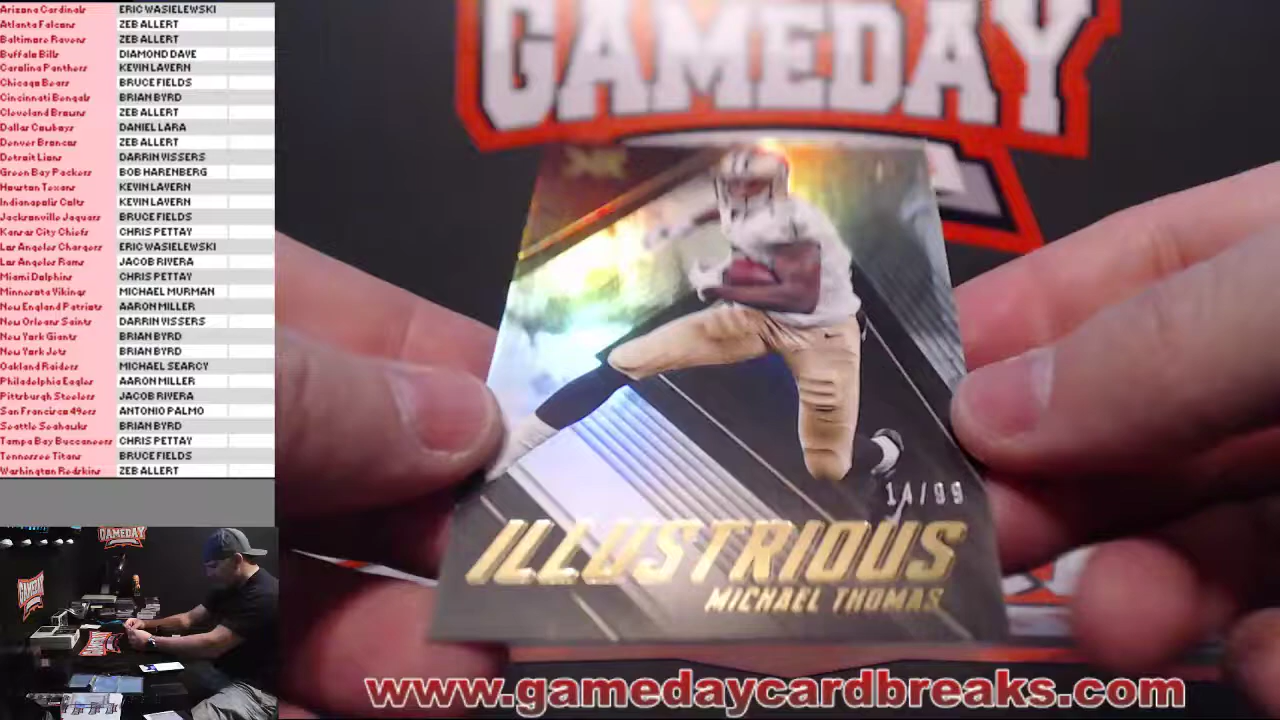 Arizona Cardinals ERIC WASIELEWSKI
Atlanta Falcons ZEB ALLERT
Baltimore Ravens ZEB ALLERT
Buffalo Bills DIAMOND DAVE
Carolina Panthers KEVIN LAVERN
Chicago Bears BRUCE FIELDS
Cincinnati Bengals BRIAN BYRD
Cleveland Browns ZEB ALLERT
Dallas Cowboys DANIEL LARA
Denver Broncos ZEB ALLERT
Detroit Lions DARRIN VISSERS
Green Bay Packers BOB HARENBERG
Houston Texans KEVIN LAVERN
Indianapolis Colts KEVIN LAVERN
Jacksonville Jaguars BRUCE FIELDS
Kansas City Chiefs CHRIS PETTAY
Los Angeles Chargers ERIC WASIELEWSKI
Los Angeles Rams JACOB RIVERA
Miami Dolphins CHRIS PETTAY
Minnesota Vikings MICHAEL MURMAN
New England Patriots AARON MILLER
New Orleans Saints DARRIN VISSERS
New York Giants BRIAN BYRD
New York Jets BRIAN BYRD
Oakland Raiders MICHAEL SEARCY
Philadelphia Eagles AARON MILLER
Pittsburgh Steelers JACOB RIVERA
San Francisco 49ers ANTONIO PALMO
Seattle Seahawks BRIAN BYRD
Tampa Bay Buccaneers CHRIS PETTAY
Tennessee Titans BRUCE FIELDS
Washington Redskins ZEB ALLERT
GAMEDAY
14/99
ILLUSTRIOUS
MICHAEL THOMAS
GAMEDAY
GAMEDAY
www.gamedaycardbreaks.com